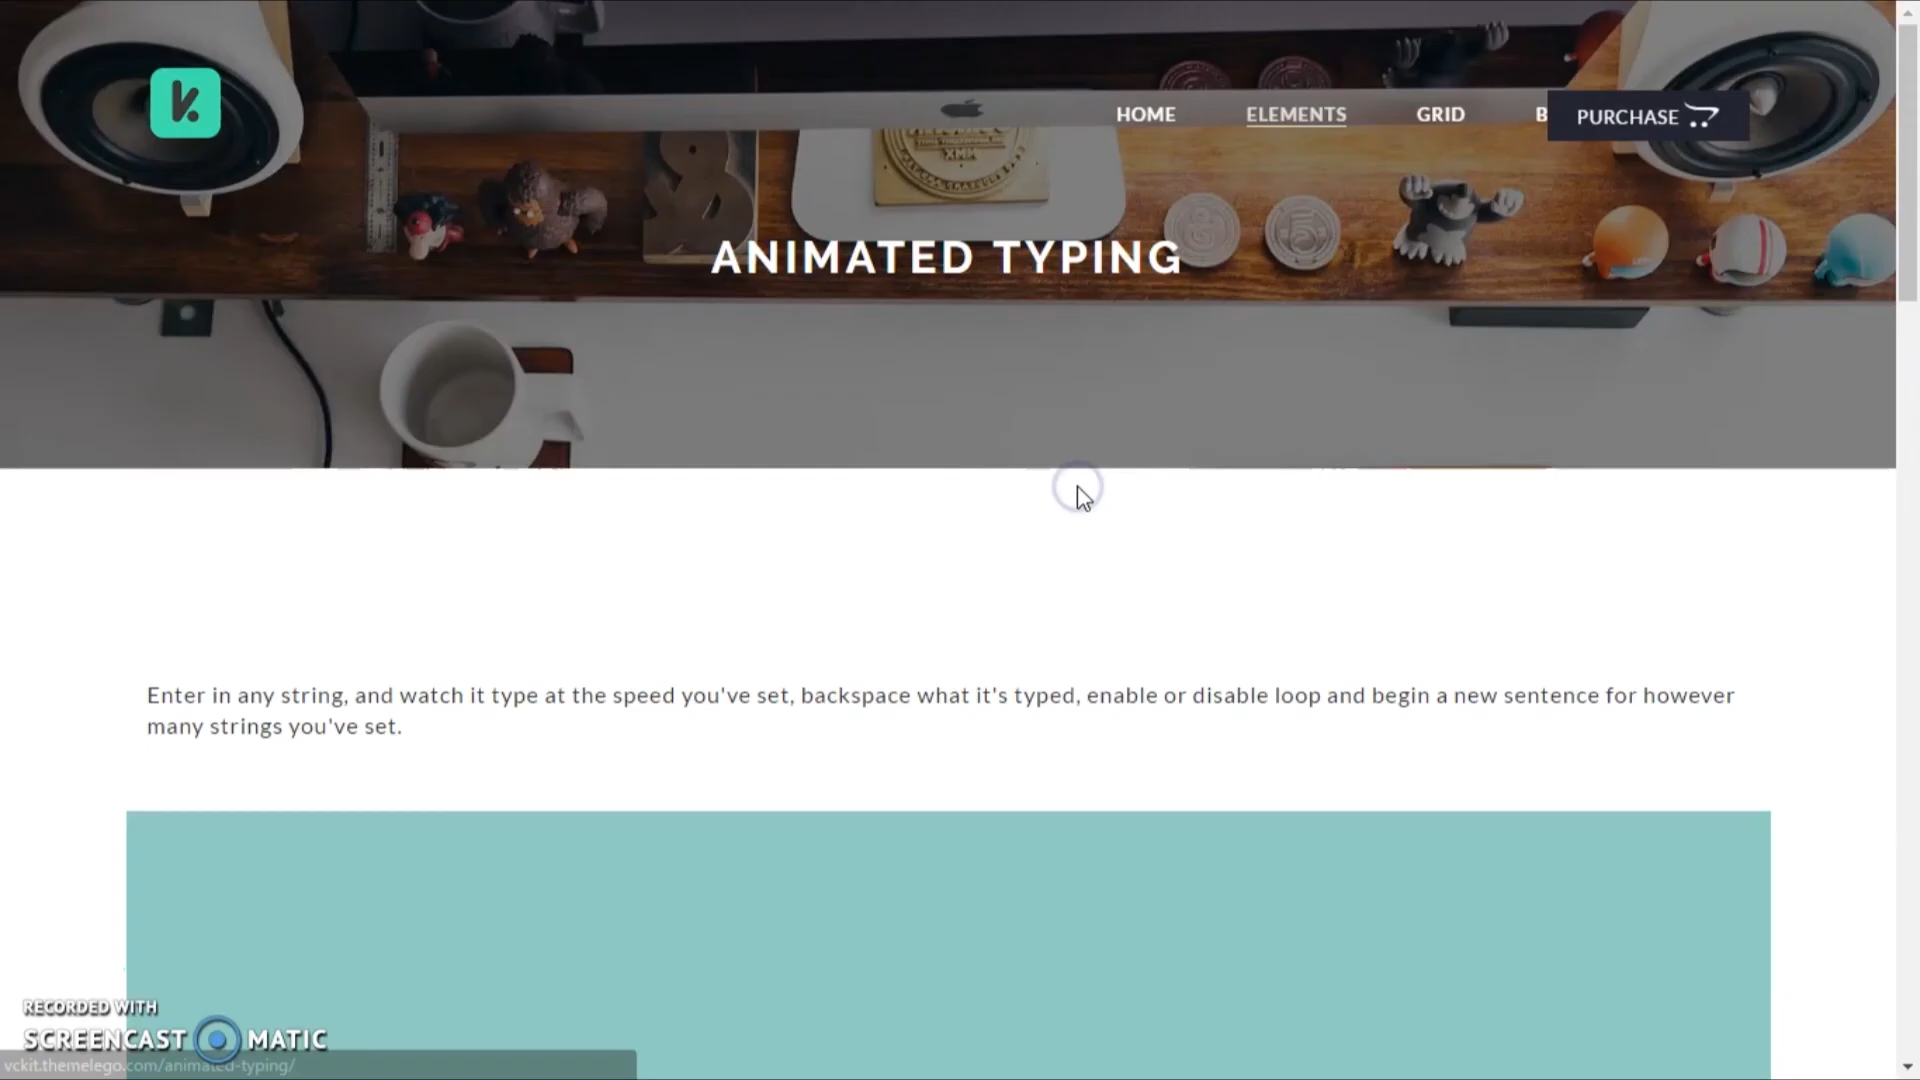 HOME ELEMENTS GRID B PURCHASE
ANIMATED TYPING
Enter in any string, and watch it type at the speed you've set, backspace what it's typed, enable or disable loop and begin a new sentence for however
many strings you've set.
RECORDED WITH
SCREENCAST MATIC
vckit.themelego.com/animated-typing/